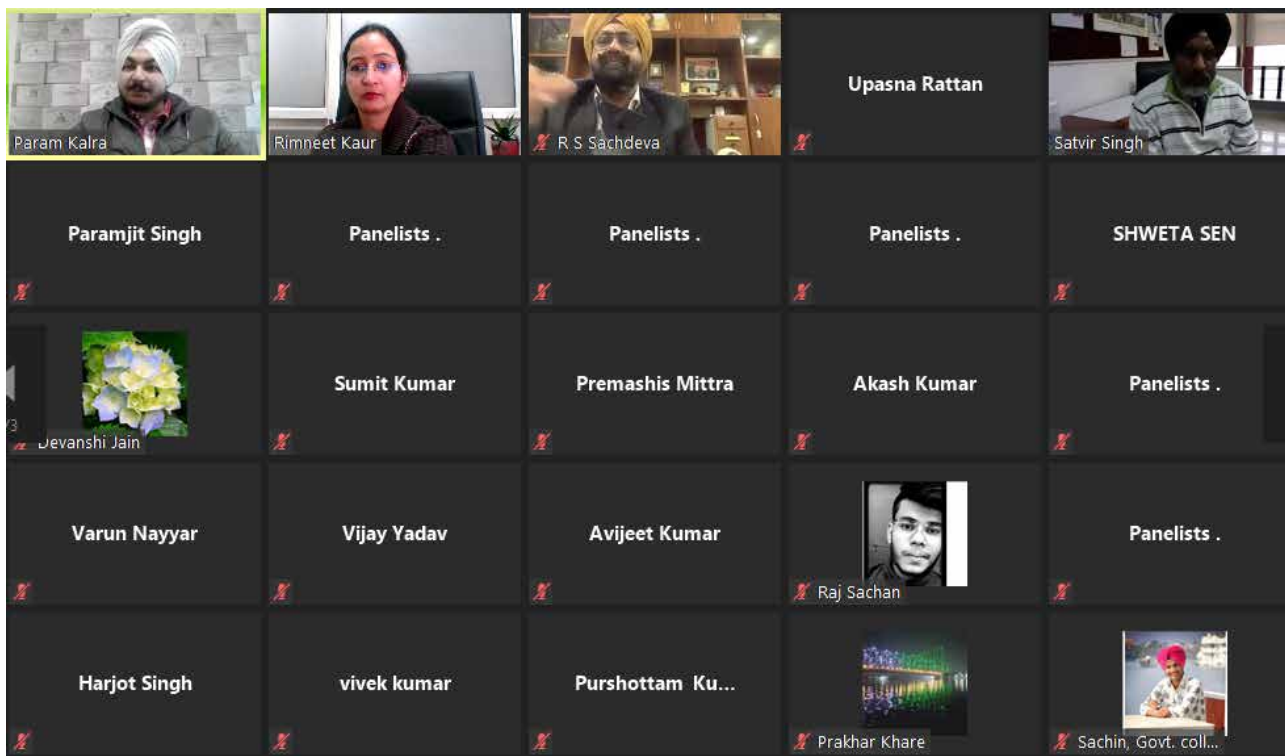 Param Kalra
Rimneet Kaur
R S Sachdeva
Upasna Rattan
Satvir Singh
Paramjit Singh
Panelists .
Panelists .
Panelists .
SHWETA SEN
/3
Devanshi Jain
Sumit Kumar
Premashis Mittra
Akash Kumar
Panelists .
Varun Nayyar
Vijay Yadav
Avijeet Kumar
Raj Sachan
Panelists .
Harjot Singh
vivek kumar
Purshottam Ku...
Prakhar Khare
Sachin, Govt. coll...